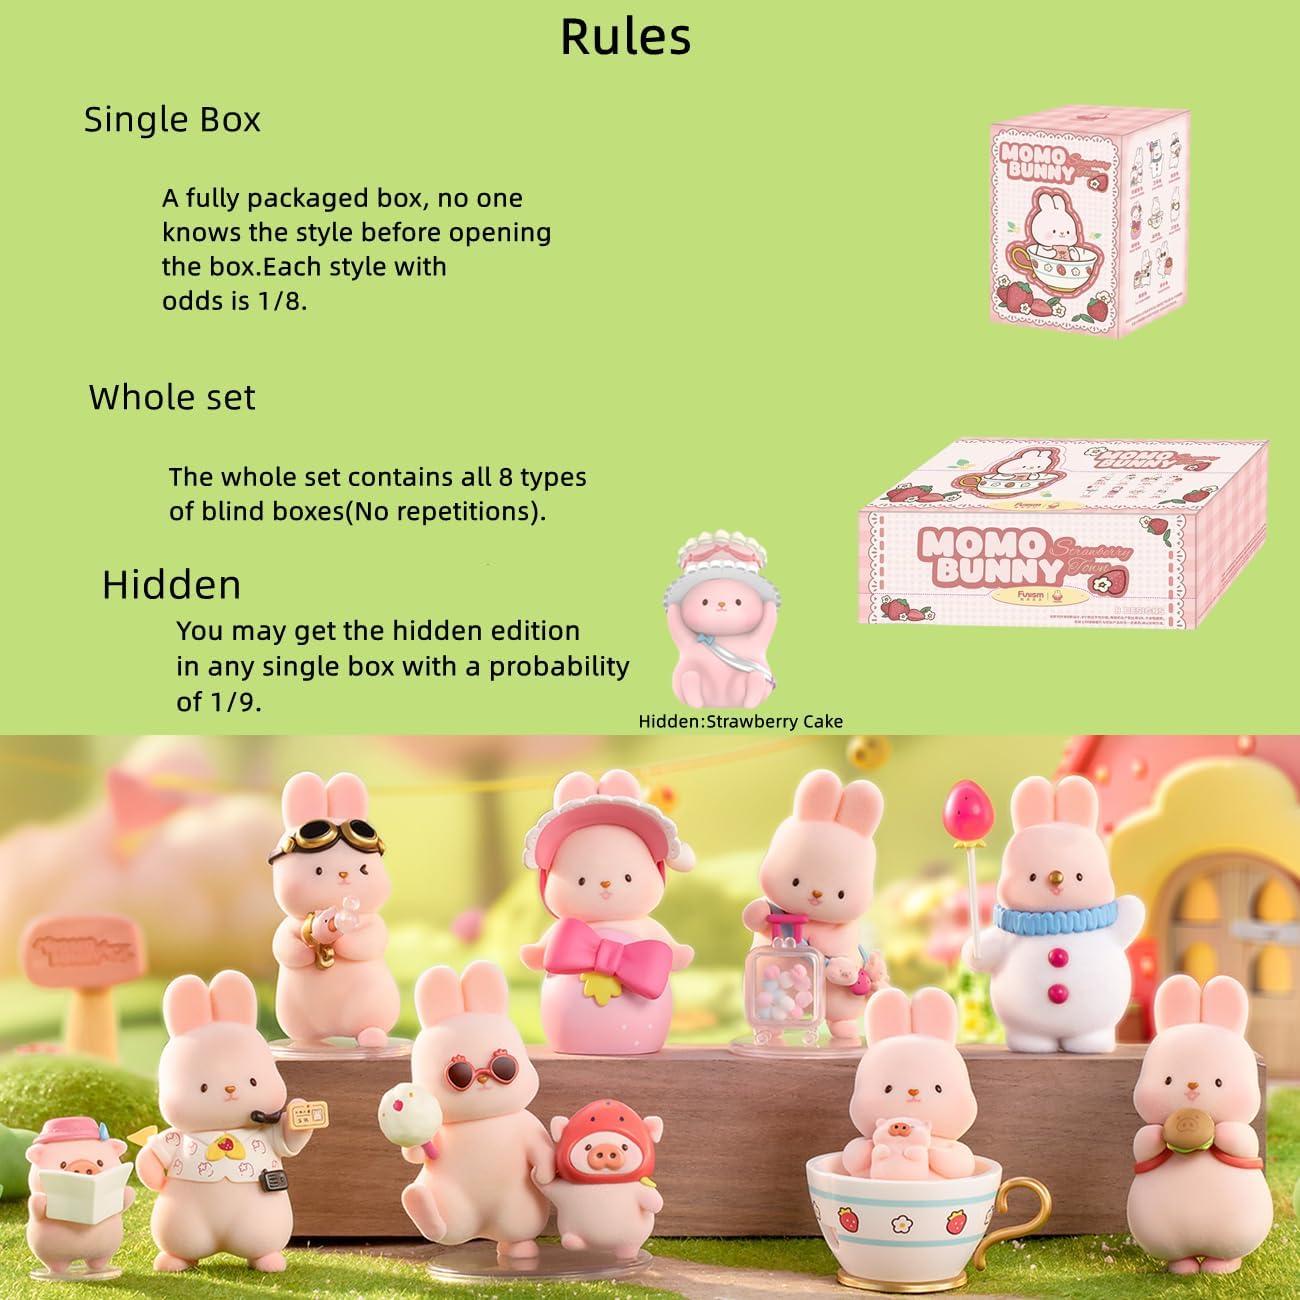 Rules
Single Box
A fully packaged box, no one
knows the style before opening
the box.Each style with
odds is 1/8.
MOMO
BUNNY
Strawberry
Town
Whole set
The whole set contains all 8 types
of blind boxes(No repetitions).
MOMO
BUNNY
MOMO
BUNNY
Strawberry
Town
Funism
8 DESIGNS
Hidden
You may get the hidden edition
in any single box with a probability
of 1/9.
Hidden:Strawberry Cake